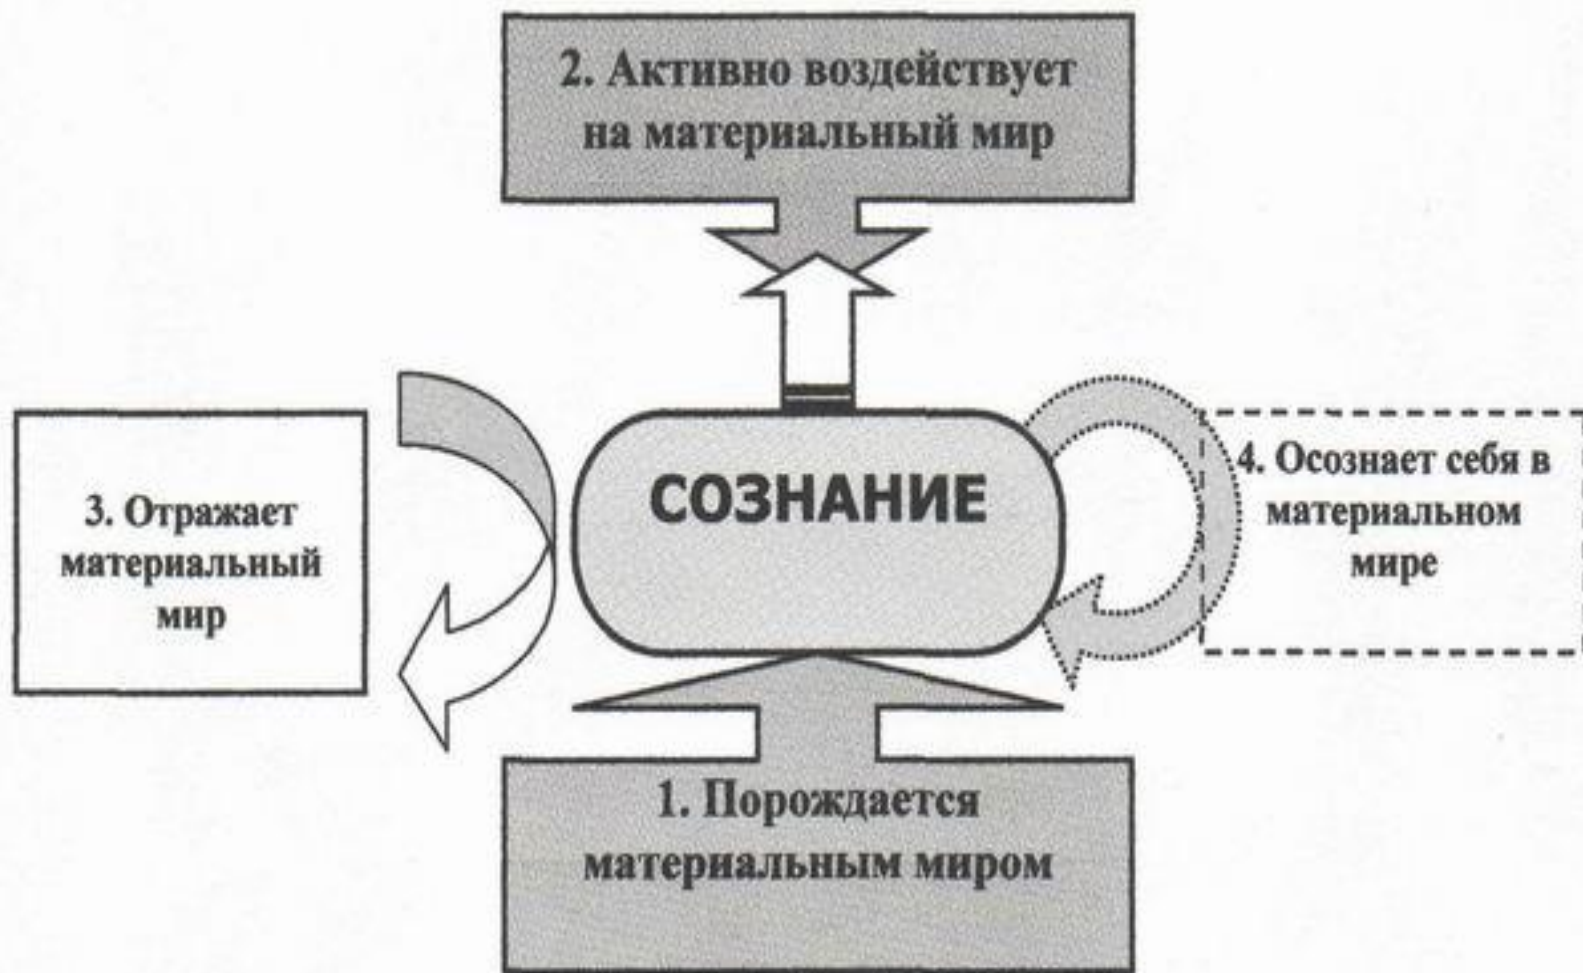 2. Активно воздействует
на материальный мир
3. Отражает
материальный
мир
СОЗНАНИЕ
4. Осознает себя в
материальном
мире
1. Порождается
материальным миром